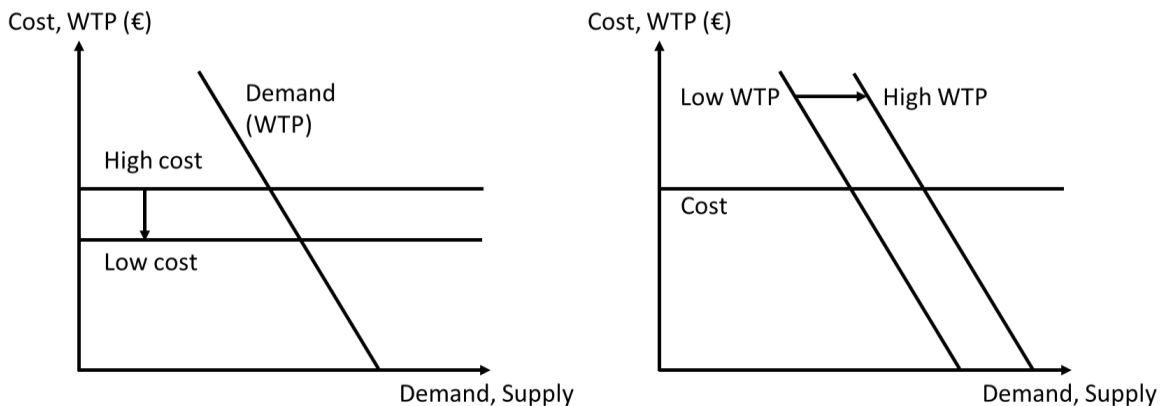 Cost, WTP (€)
Demand
(WTP)
High cost
Low cost
Demand, Supply
Cost, WTP (€)
Low WTP
High WTP
Cost
Demand, Supply